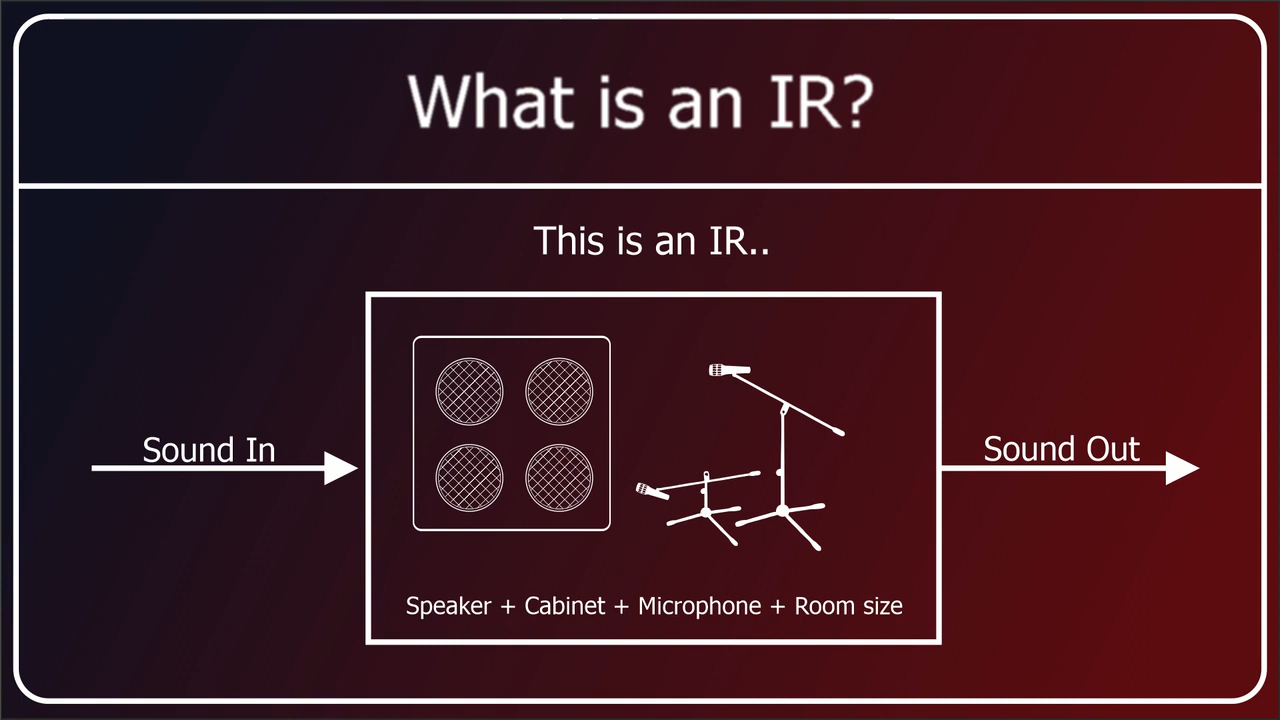 What is an IR?
This is an IR..
Sound In
Sound Out
Speaker + Cabinet + Microphone + Room size